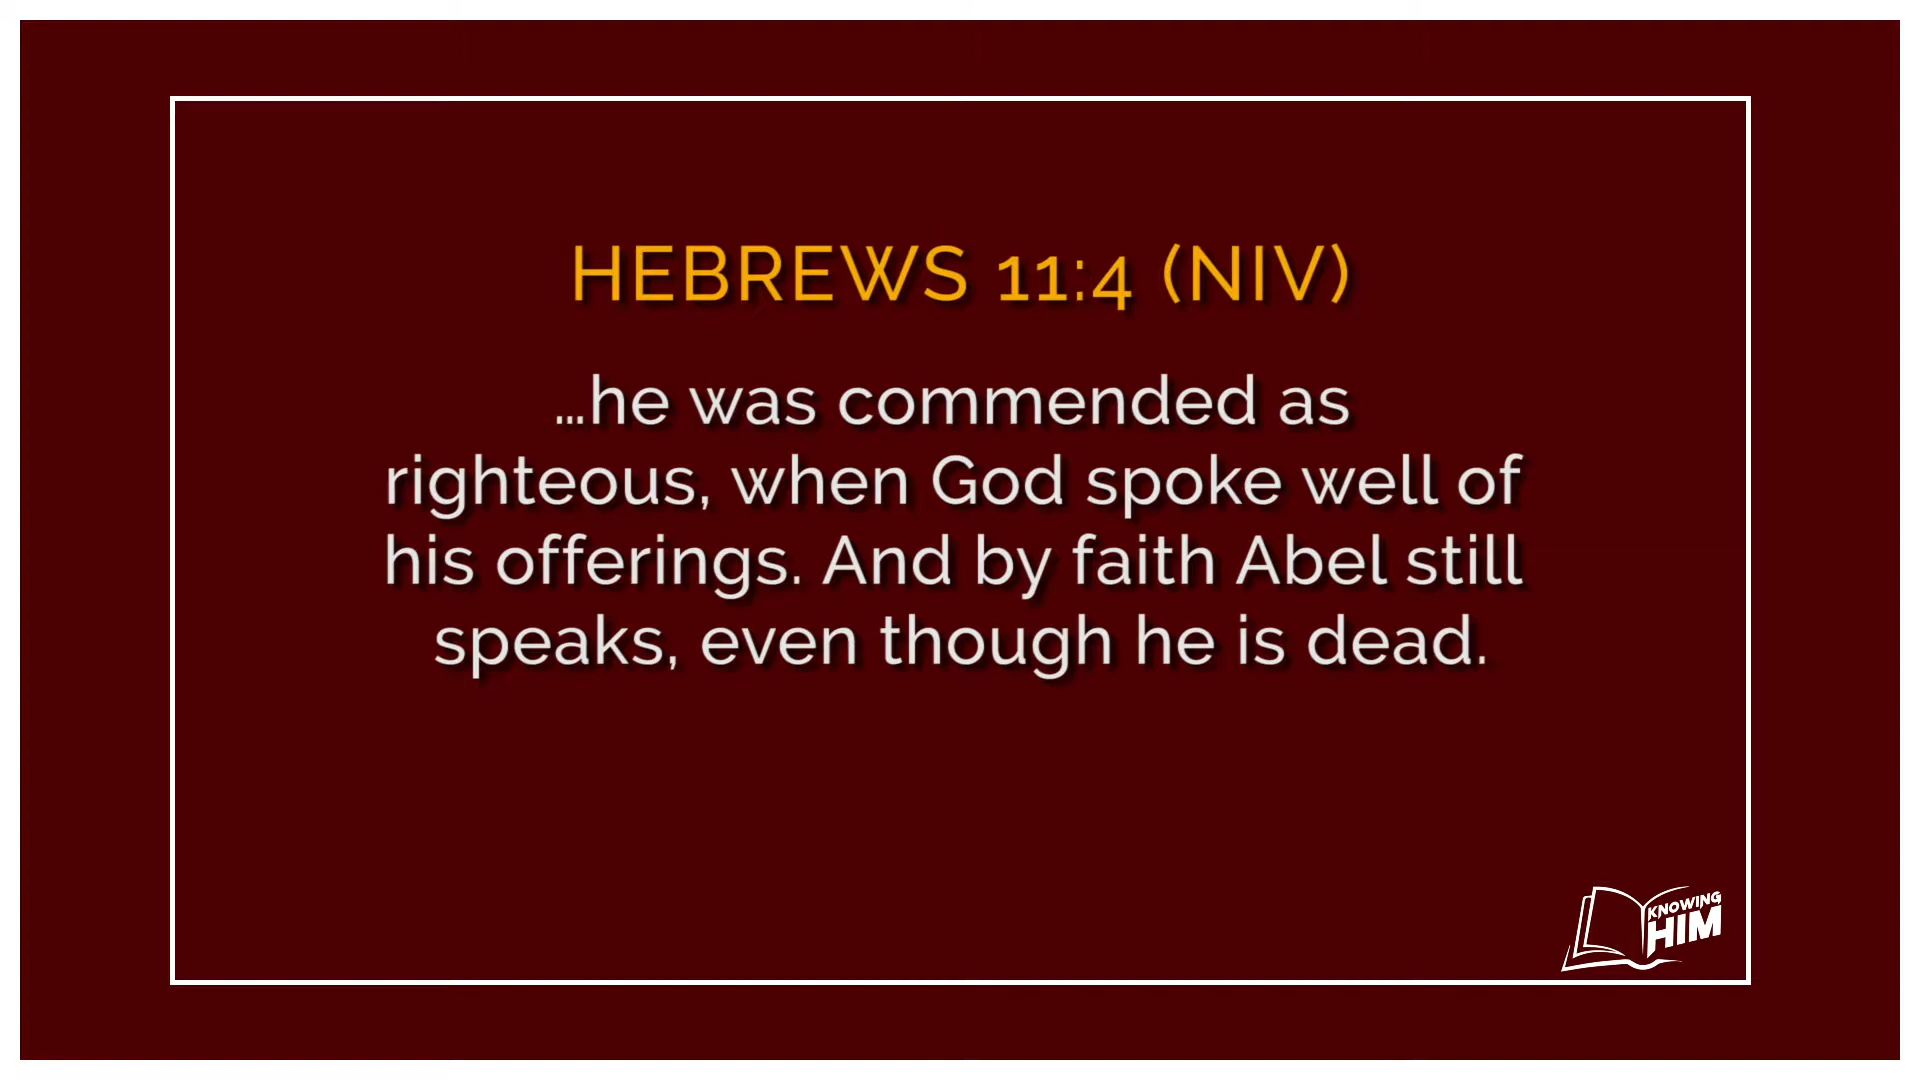 HEBREWS 11:4 (NIV)
...he was commended as
righteous, when God spoke well of
his offerings. And by faith Abel still
speaks, even though he is dead.
KNOWING
HIM